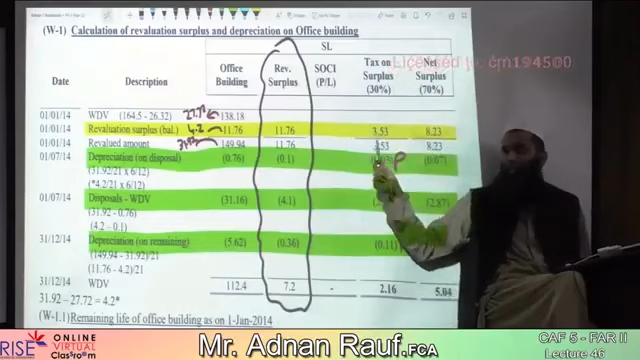 (W-1) Calculation of revaluation surplus and depreciation on Office building
SL
Date Description Office Building Rev. Surplus SOCI (P/L) Tax on Surplus (30%) Net Surplus (70%)
Licensed to: cm194500
01/01/14 WDV (164.5 - 26.32) 27.72 138.18
01/01/14 Revaluation surplus (bal.) 4.2 11.76 11.76 3.53 8.23
01/01/14 Revalued amount 31.92 149.94 11.76 3.53 8.23
01/07/14 Depreciation (on disposal) (0.76) (0.1) (0.07)
(31.92/21 x 6/12)
(*4.2/21 x 6/12)
01/07/14 Disposals - WDV (31.16) (4.1) (2.87)
(31.92 - 0.76)
(4.2 – 0.1)
31/12/14 Depreciation (on remaining) (5.62) (0.36) (0.11)
(149.94 - 31.92)/21
(11.76 - 4.2)/21
31/12/14 WDV 112.4 7.2 - 2.16 5.04
31.92 – 27.72 = 4.2*
(W-1.1) Remaining life of office building as on 1-Jan-2014
RISE ONLINE VIRTUAL Classroom
Mr. Adnan Rauf.FCA
CAF 5 - FAR II
Lecture 46